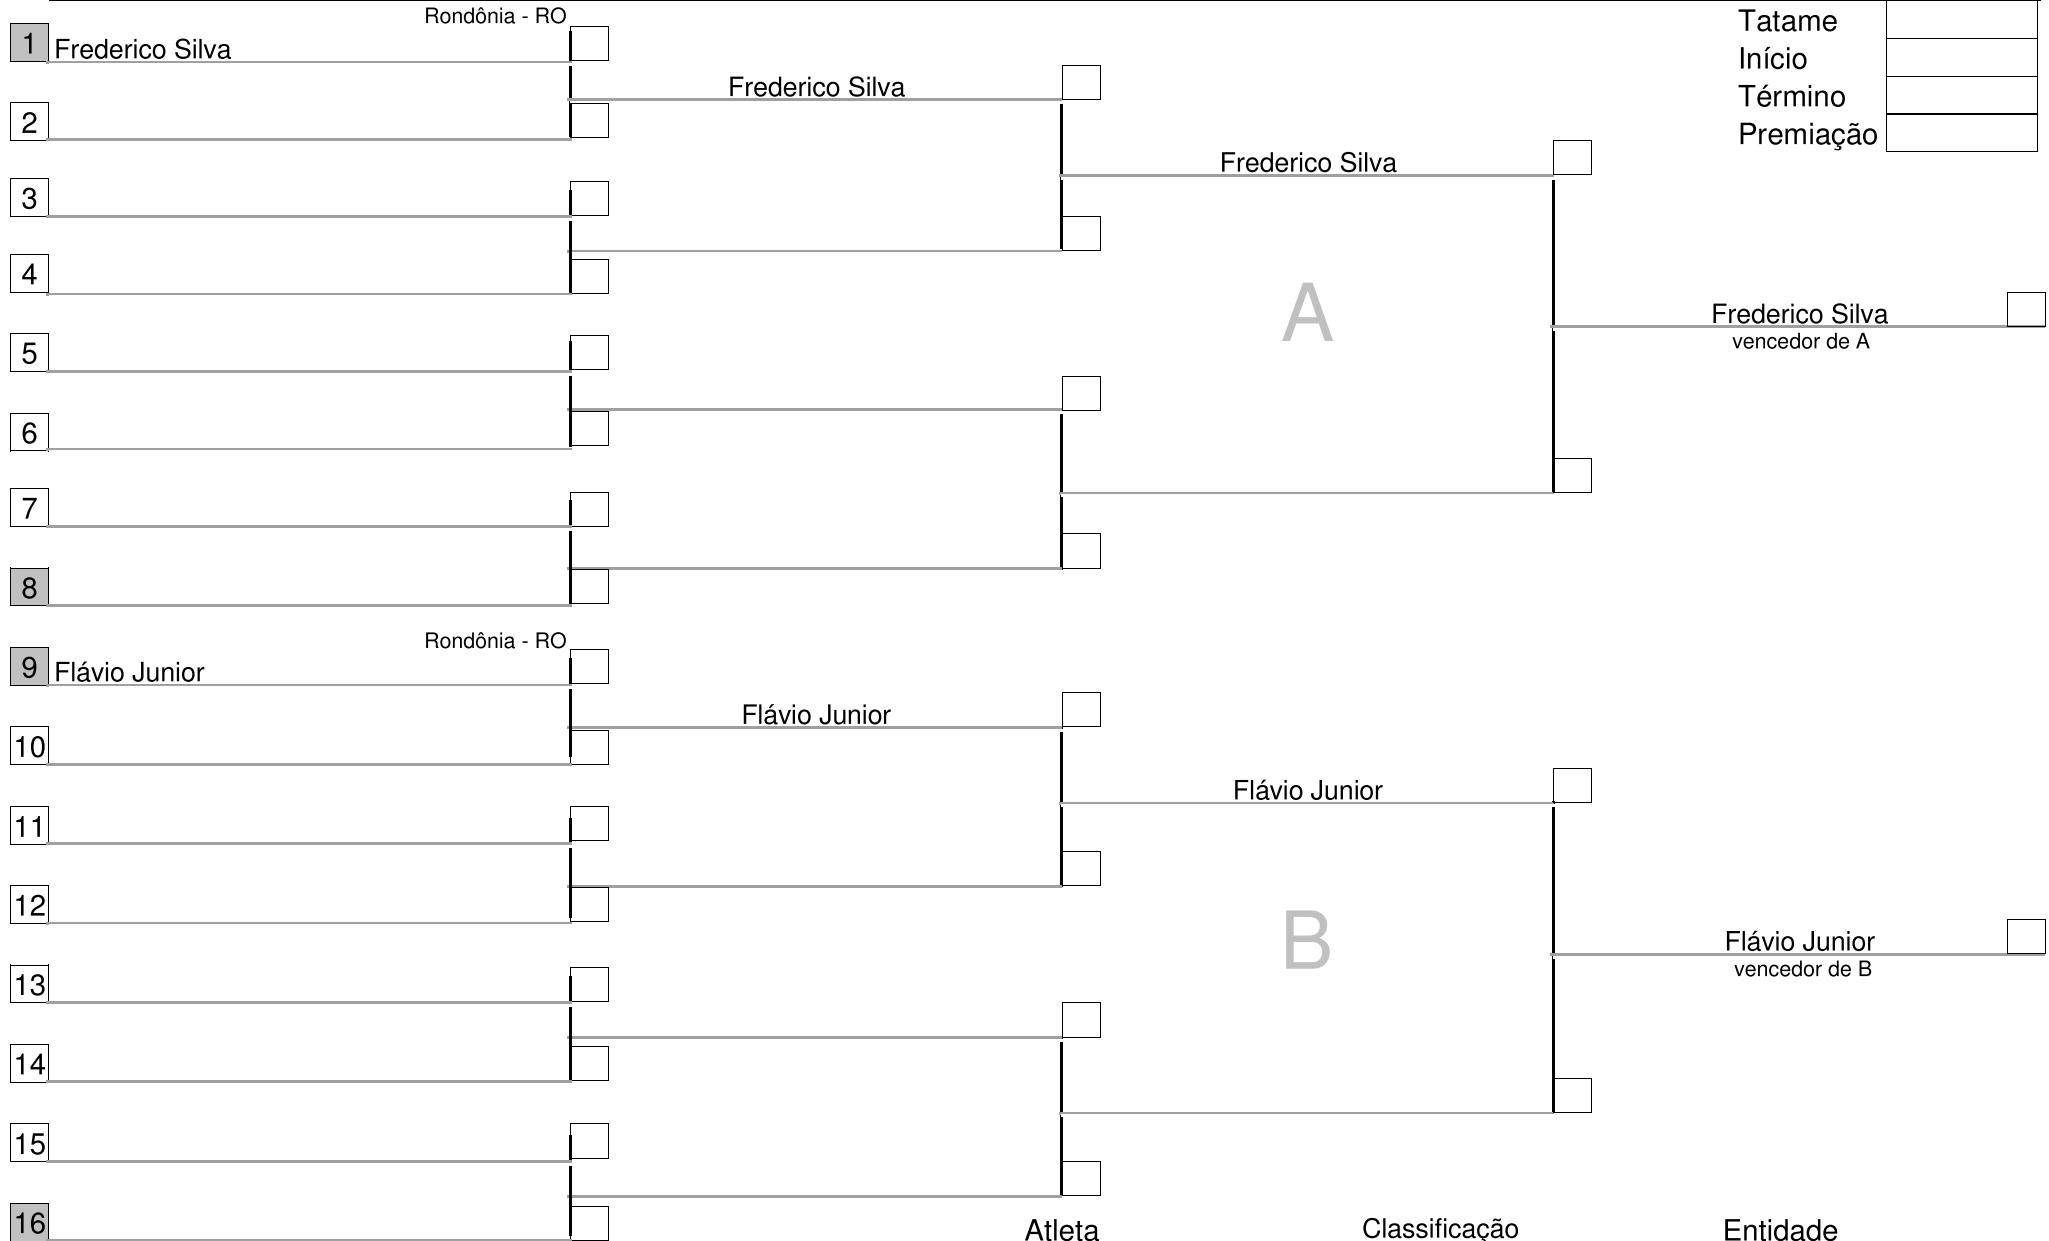 Rondônia - RO
1 Frederico Silva
Tatame
Início
Término
Premiação
Frederico Silva
2
Frederico Silva
3
4
A
Frederico Silva
vencedor de A
5
6
7
8
Rondônia - RO
9 Flávio Junior
Flávio Junior
10
Flávio Junior
11
12
B
Flávio Junior
vencedor de B
13
14
15
16
Atleta Classificação Entidade